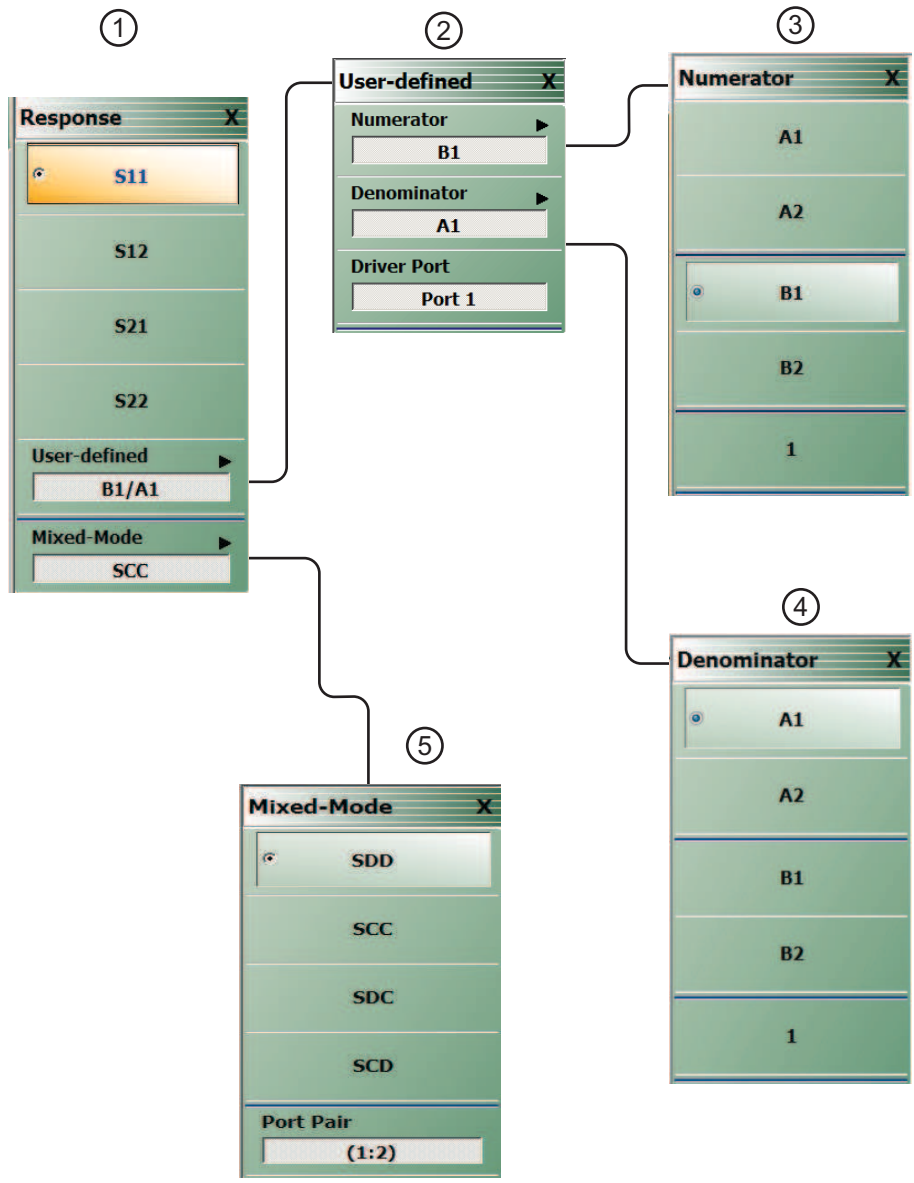 1
Response X
S11
S12
S21
S22
User-defined
B1/A1
Mixed-Mode
SCC
2
User-defined X
Numerator
B1
Denominator
A1
Driver Port
Port 1
3
Numerator X
A1
A2
B1
B2
1
4
Denominator X
A1
A2
B1
B2
1
5
Mixed-Mode X
SDD
SCC
SDC
SCD
Port Pair
(1:2)